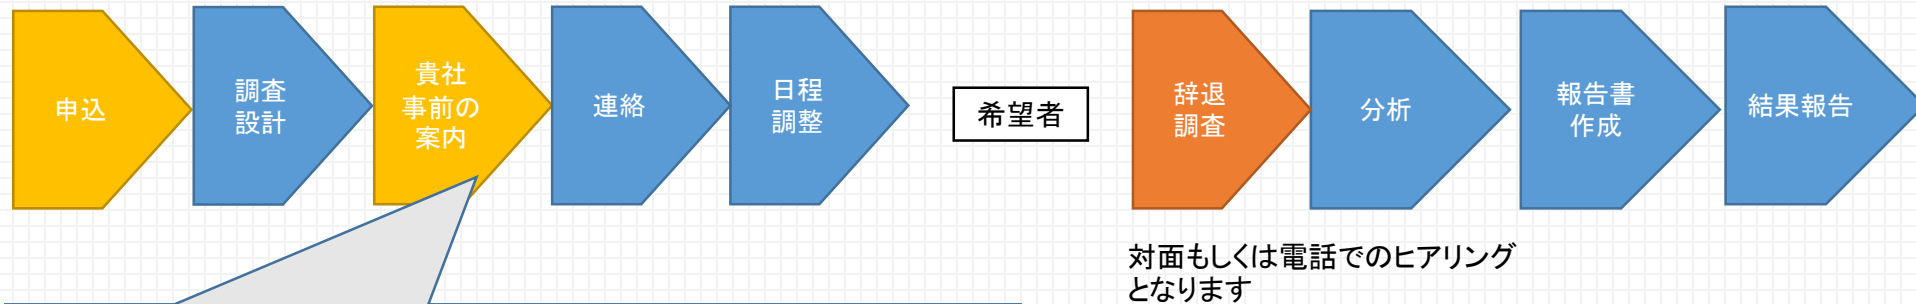 申込
調査
設計
貴社
事前の
案内
連絡
日程
調整
希望者
辞退
調査
分析
報告書
作成
結果報告
対面もしくは電話でのヒアリング
となります